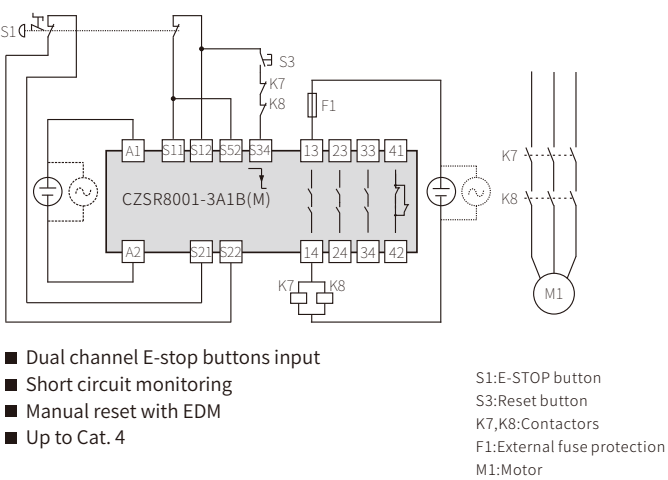 S1
S3
K7
K8
F1
A1
S11
S12
S52
S34
13
23
33
41
K7
CZSR8001-3A1B(M)
K8
A2
S21
S22
14
24
34
42
K7
K8
M1
■ Dual channel E-stop buttons input
■ Short circuit monitoring
■ Manual reset with EDM
■ Up to Cat. 4
S1:E-STOP button
S3:Reset button
K7,K8:Contactors
F1:External fuse protection
M1:Motor